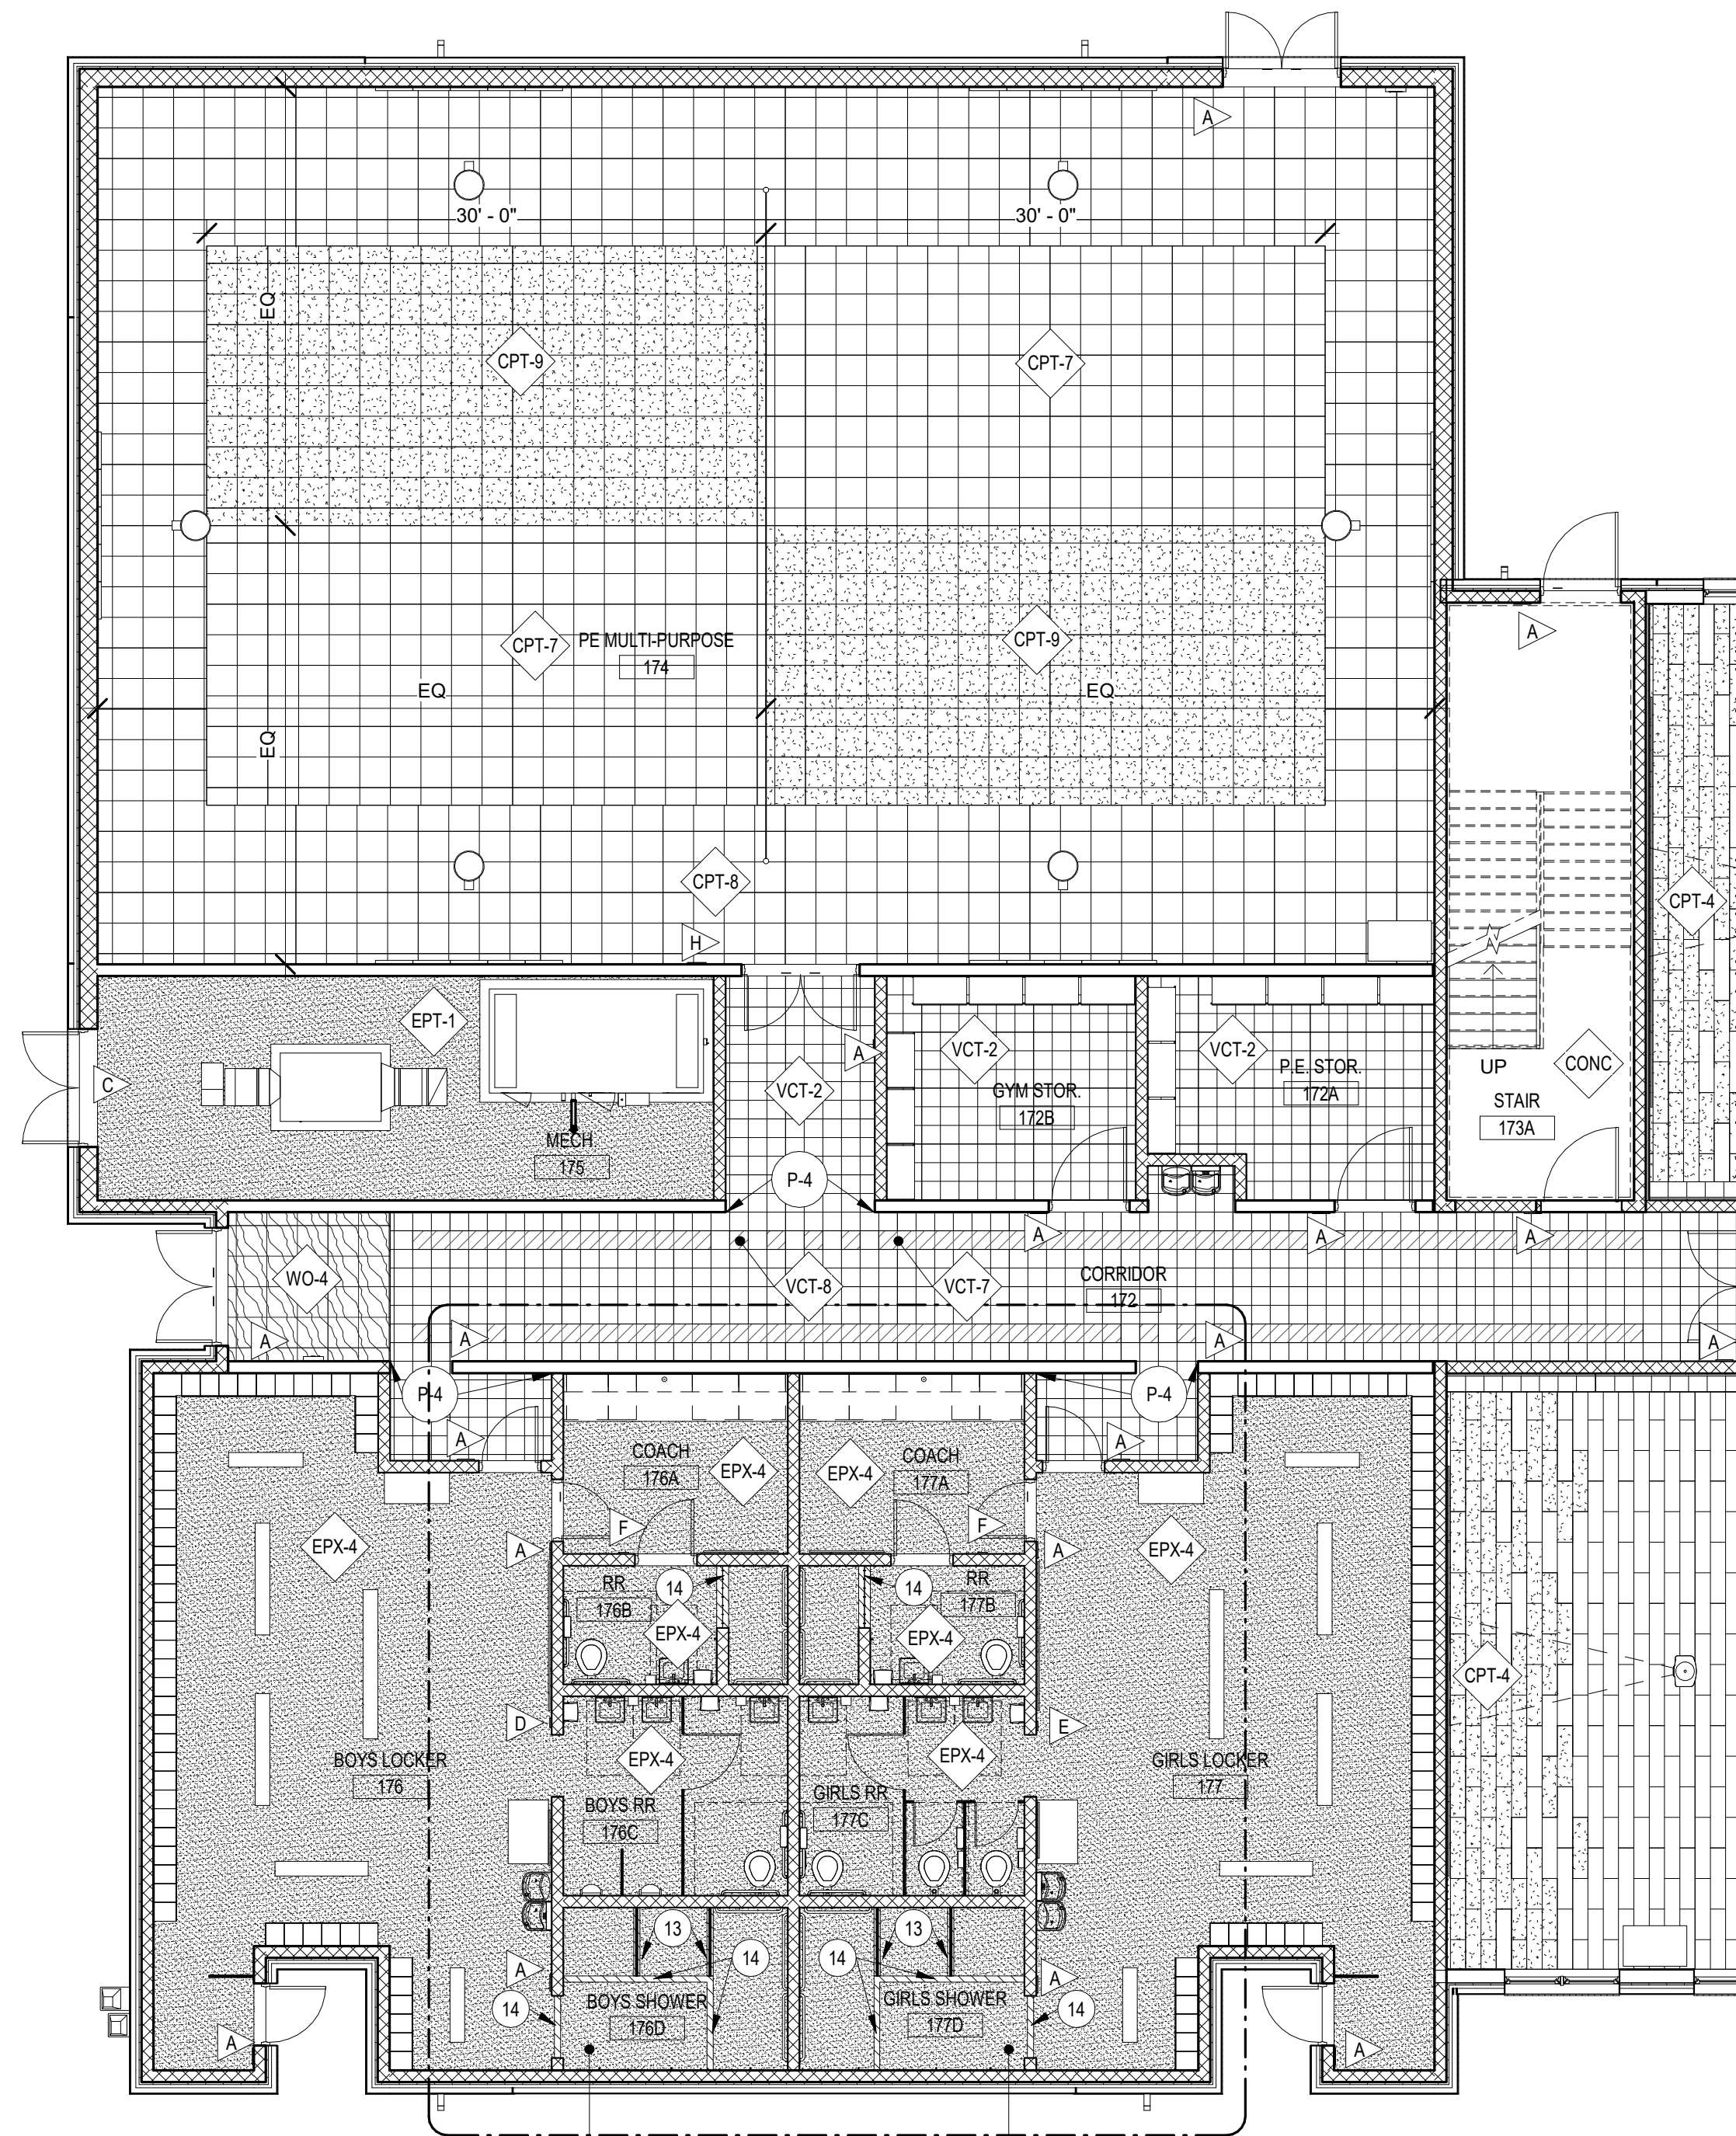 A
30' - 0"
30' - 0"
EQ
CPT-9
CPT-7
A
CPT-7
PE MULTI-PURPOSE
174
CPT-9
EQ
EQ
EQ
CPT-8
CPT-4
H
EPT-1
VCT-2
VCT-2
A
C
VCT-2
GYM STOR.
172B
P.E. STOR.
172A
UP
CONC
STAIR
173A
MECH
175
P-4
A
A
A
WO-4
VCT-8
VCT-7
CORRIDOR
172
A
A
A
A
P-4
P-4
A
A
COACH
176A
EPX-4
EPX-4
COACH
177A
F
F
EPX-4
A
A
EPX-4
RR
176B
14
14
RR
177B
EPX-4
EPX-4
CPT-4
D
E
BOYS LOCKER
176
EPX-4
EPX-4
GIRLS LOCKER
177
BOYS RR
176C
GIRLS RR
177C
13
13
14
14
A
A
14
BOYS SHOWER
176D
GIRLS SHOWER
177D
14
A
A